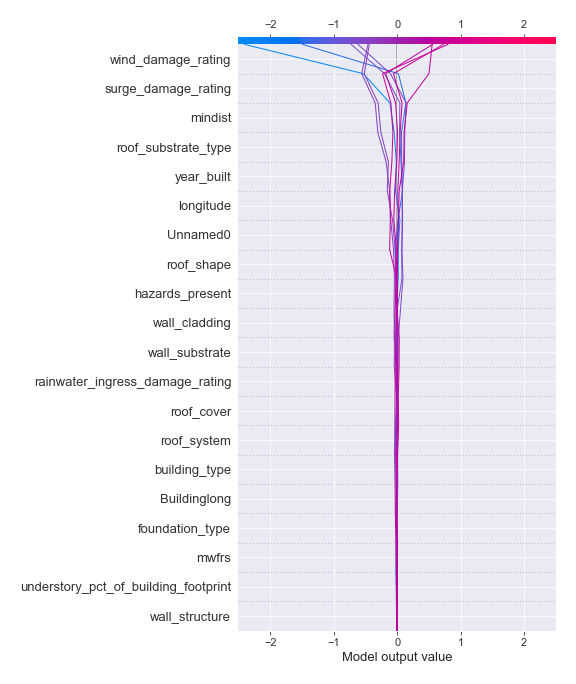 −2 −1 0 1 2
wind_damage_rating
surge_damage_rating
mindist
roof_substrate_type
year_built
longitude
Unnamed0
roof_shape
hazards_present
wall_cladding
wall_substrate
rainwater_ingress_damage_rating
roof_cover
roof_system
building_type
Buildinglong
foundation_type
mwfrs
understory_pct_of_building_footprint
wall_structure
−2 −1 0 1 2
Model output value